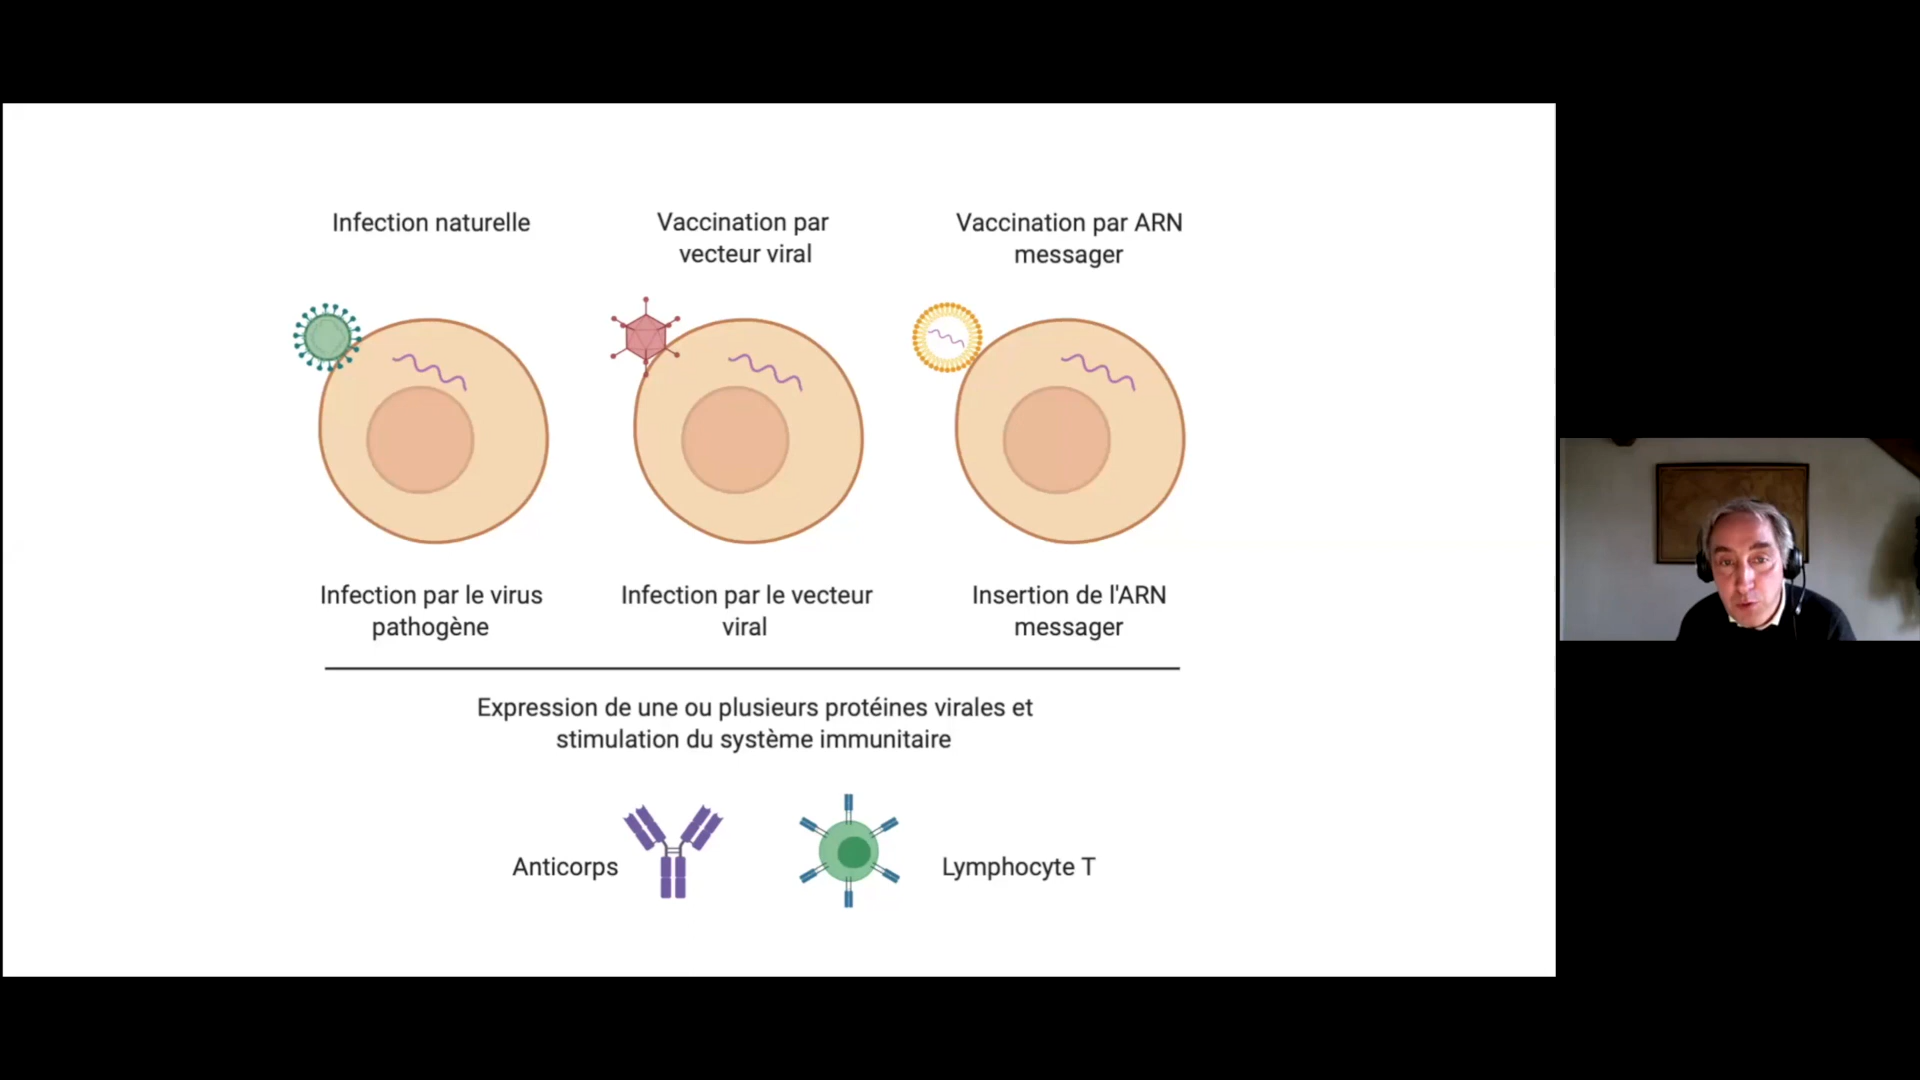 Infection naturelle
Vaccination par
vecteur viral
Vaccination par ARN
messager
Infection par le virus
pathogène
Infection par le vecteur
viral
Insertion de l'ARN
messager
Expression de une ou plusieurs protéines virales et
stimulation du système immunitaire
Anticorps
Lymphocyte T